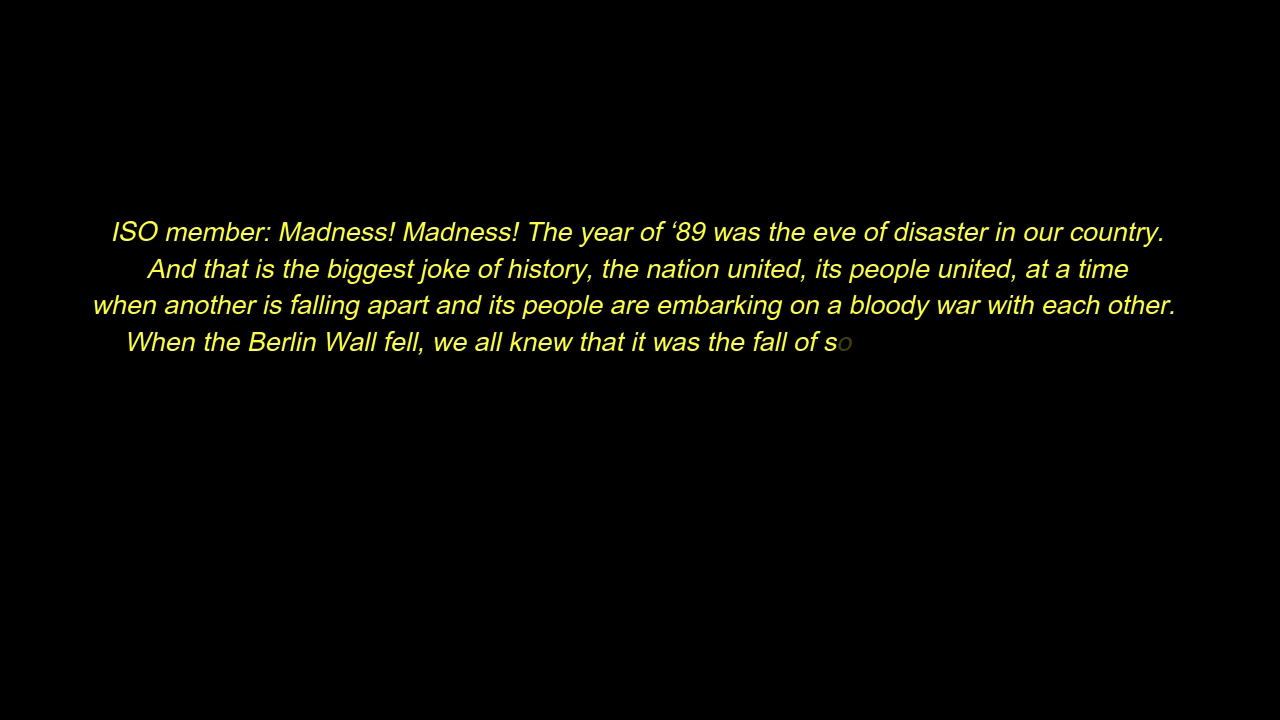 ISO member: Madness! Madness! The year of ‘89 was the eve of disaster in our country.
And that is the biggest joke of history, the nation united, its people united, at a time
when another is falling apart and its people are embarking on a bloody war with each other.
When the Berlin Wall fell, we all knew that it was the fall of so